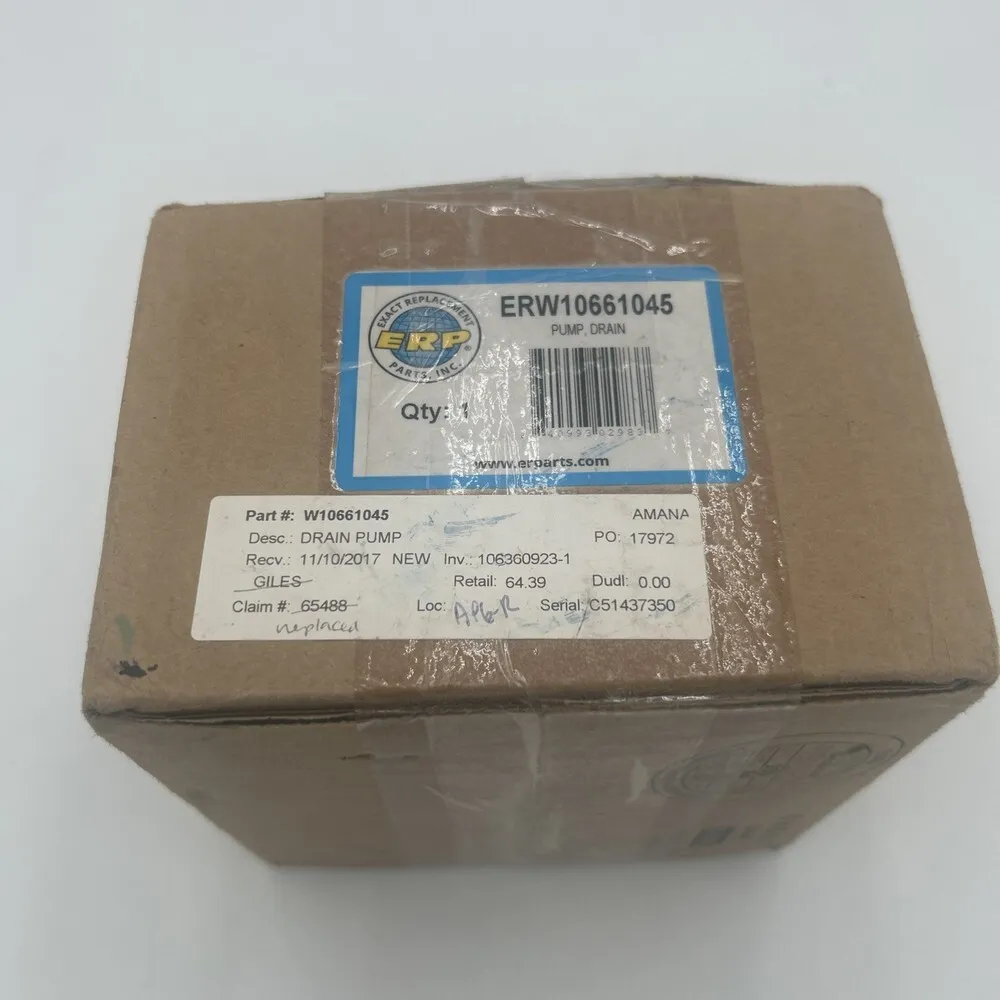 EXACT REPLACEMENT
ERP®
PARTS, INC.
ERW10661045
PUMP, DRAIN
Qty: 1
www.erparts.com
Part #: W10661045
AMANA
Desc.: DRAIN PUMP
PO: 17972
Recv.: 11/10/2017 NEW Inv.: 106360923-1
GILES
Retail: 64.39 Dudl: 0.00
Claim #: 65488
Loc: AP6-R
Serial: C51437350
replaced